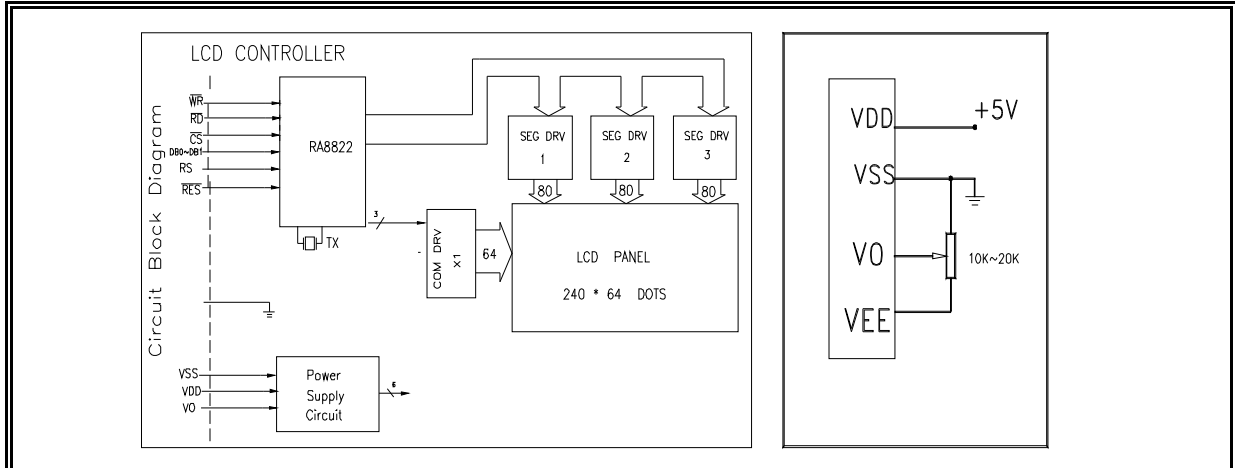 LCD CONTROLLER
Circuit Block Diagram
WR
RD
CS
DB0~DB1
RS
RES
RA8822
TX
SEG DRV
1
SEG DRV
2
SEG DRV
3
80
80
80
3
COM DRV
X1
64
LCD PANEL
240 * 64 DOTS
VSS
VDD
VO
Power
Supply
Circuit
6
VDD
+5V
VSS
VO
10K~20K
VEE